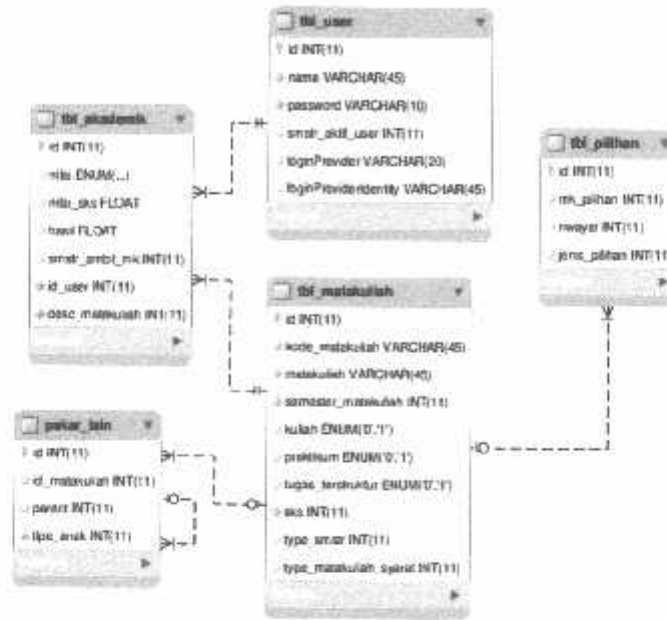 tbl_user
id INT(11)
name VARCHAR(45)
password VARCHAR(10)
smstr_aktif_user INT(11)
loginProvider VARCHAR(20)
loginProviderIdentity VARCHAR(45)
tbl_akademik
id INT(11)
nilai ENUM(...)
nilai_sks FLOAT
hasil FLOAT
smstr_ambil_mk INT(11)
id_user INT(11)
desc_matakuliah INT(11)
tbl_pilihan
id INT(11)
mk_pilihan INT(11)
INT(11)
jenis_pilihan INT(11)
tbl_matakuliah
id INT(11)
kode_matakuliah VARCHAR(45)
matakuliah VARCHAR(45)
semester_matakuliah INT(11)
kuliah ENUM('0','1')
praktikum ENUM('0','1')
tugas_terstruktur ENUM('0','1')
sks INT(11)
type_smstr INT(11)
type_matakuliah_syarat INT(11)
pakar_lain
id INT(11)
id_matakuliah INT(11)
parent INT(11)
tipe_anak INT(11)